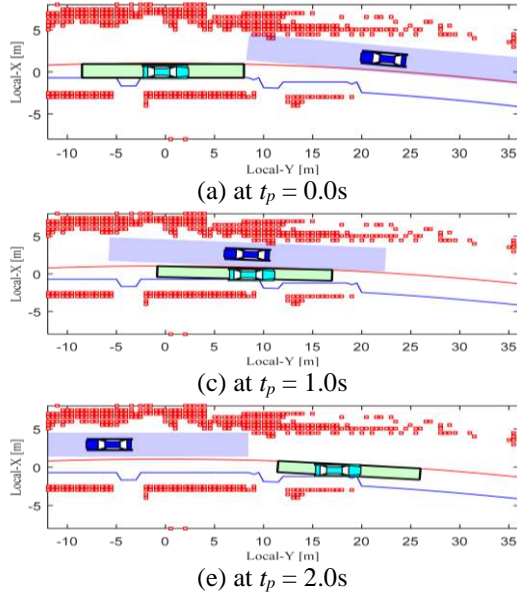 5
0
-5
Local-X [m]
-10 -5 0 5 10 15 20 25 30 35
Local-Y [m]
(a) at tp = 0.0s
5
0
-5
Local-X [m]
-10 -5 0 5 10 15 20 25 30 35
Local-Y [m]
(c) at tp = 1.0s
5
0
-5
Local-X [m]
-10 -5 0 5 10 15 20 25 30 35
Local-Y [m]
(e) at tp = 2.0s